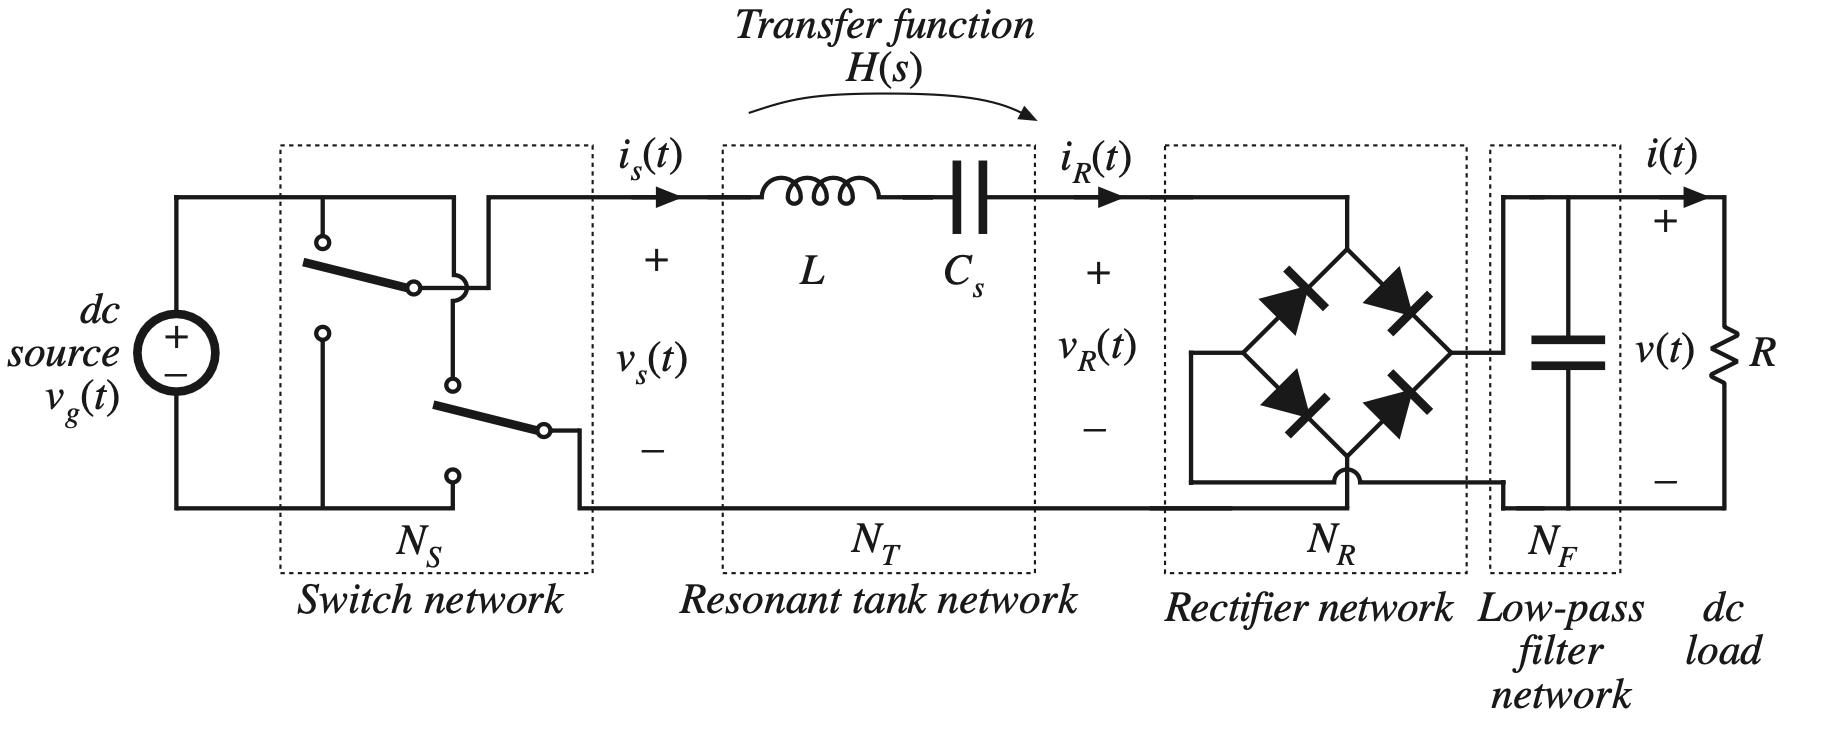 Transfer function
H(s)
i_s(t)
i_R(t)
i(t)
+
+
+
L
C_s
dc
source
v_g(t)
+
−
v_s(t)
v_R(t)
v(t)
R
−
−
−
N_S
N_T
N_R
N_F
Switch network
Resonant tank network
Rectifier network
Low-pass
filter
network
dc
load